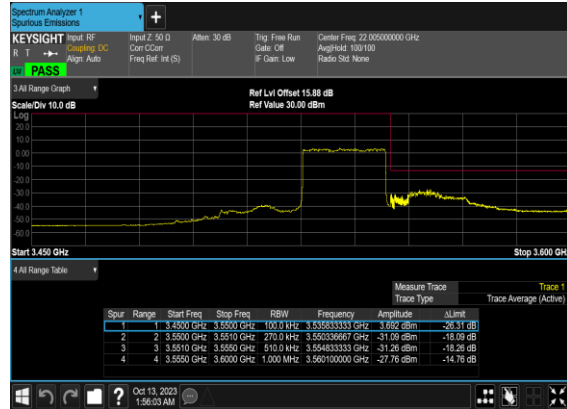 Spectrum Analyzer 1
Spurious Emissions
+
KEYSIGHT Input: RF Input Z: 50 Ω Atten: 30 dB Trig: Free Run Center Freq: 22.005000000 GHz
R T Coupling: DC Corr CCorr Gate: Off Avg|Hold: 100/100
Align: Auto Freq Ref: Int (S) IF Gain: Low Radio Std: None
PASS
3 All Range Graph
Ref Lvl Offset 15.88 dB
Scale/Div 10.0 dB Ref Value 30.00 dBm
Log
20.0
10.0
0.00
-10.0
-20.0
-30.0
-40.0
-50.0
-60.0
Start 3.450 GHz Stop 3.600 GH
4 All Range Table
Measure Trace Trace 1
Trace Type Trace Average (Active)
Spur Range Start Freq Stop Freq RBW Frequency Amplitude ΔLimit
1 1 3.4500 GHz 3.5500 GHz 100.0 kHz 3.535833333 GHz 3.692 dBm -26.31 dB
2 2 3.5500 GHz 3.5510 GHz 270.0 kHz 3.550336667 GHz -31.09 dBm -18.09 dB
3 3 3.5510 GHz 3.5550 GHz 510.0 kHz 3.554833333 GHz -31.26 dBm -18.26 dB
4 4 3.5550 GHz 3.6000 GHz 1.000 MHz 3.560100000 GHz -27.76 dBm -14.76 dB
? Oct 13, 2023
1:56:03 AM